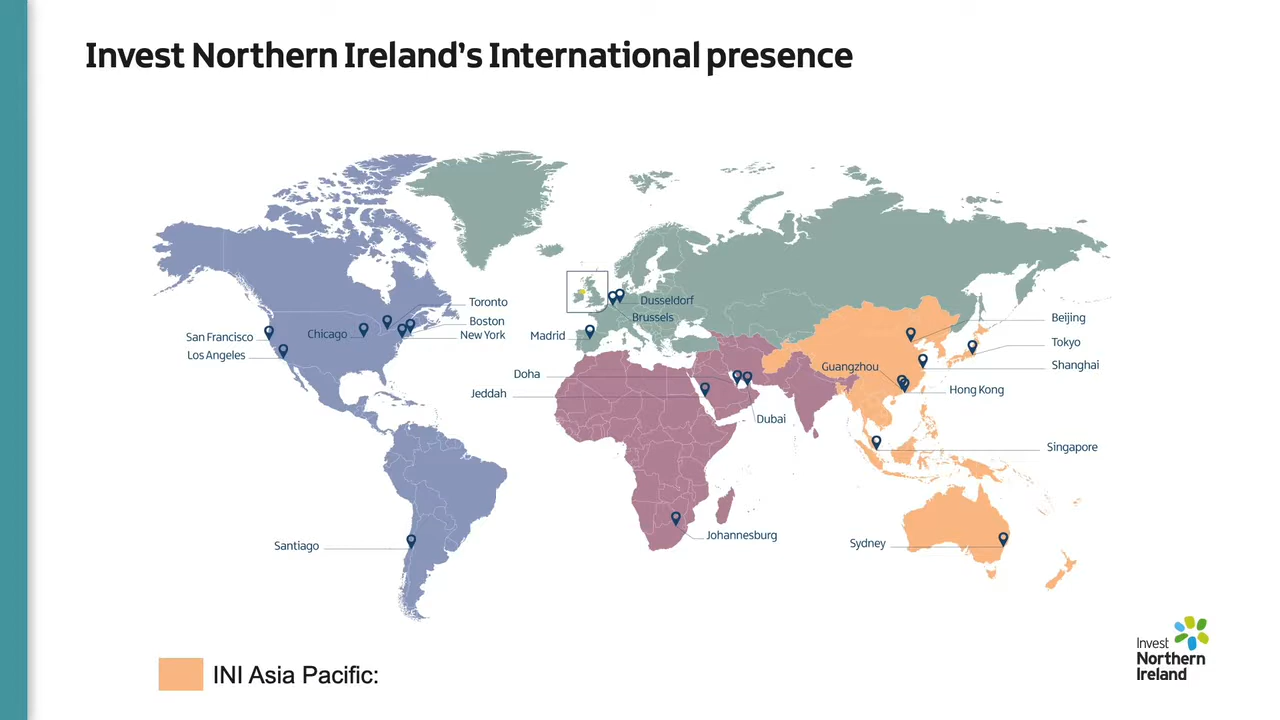 Invest Northern Ireland's International presence
Toronto
Boston
New York
Chicago
San Francisco
Los Angeles
Santiago
Dusseldorf
Brussels
Madrid
Doha
Jeddah
Dubai
Johannesburg
Beijing
Tokyo
Shanghai
Guangzhou
Hong Kong
Singapore
Sydney
INI Asia Pacific:
Invest
Northern
Ireland